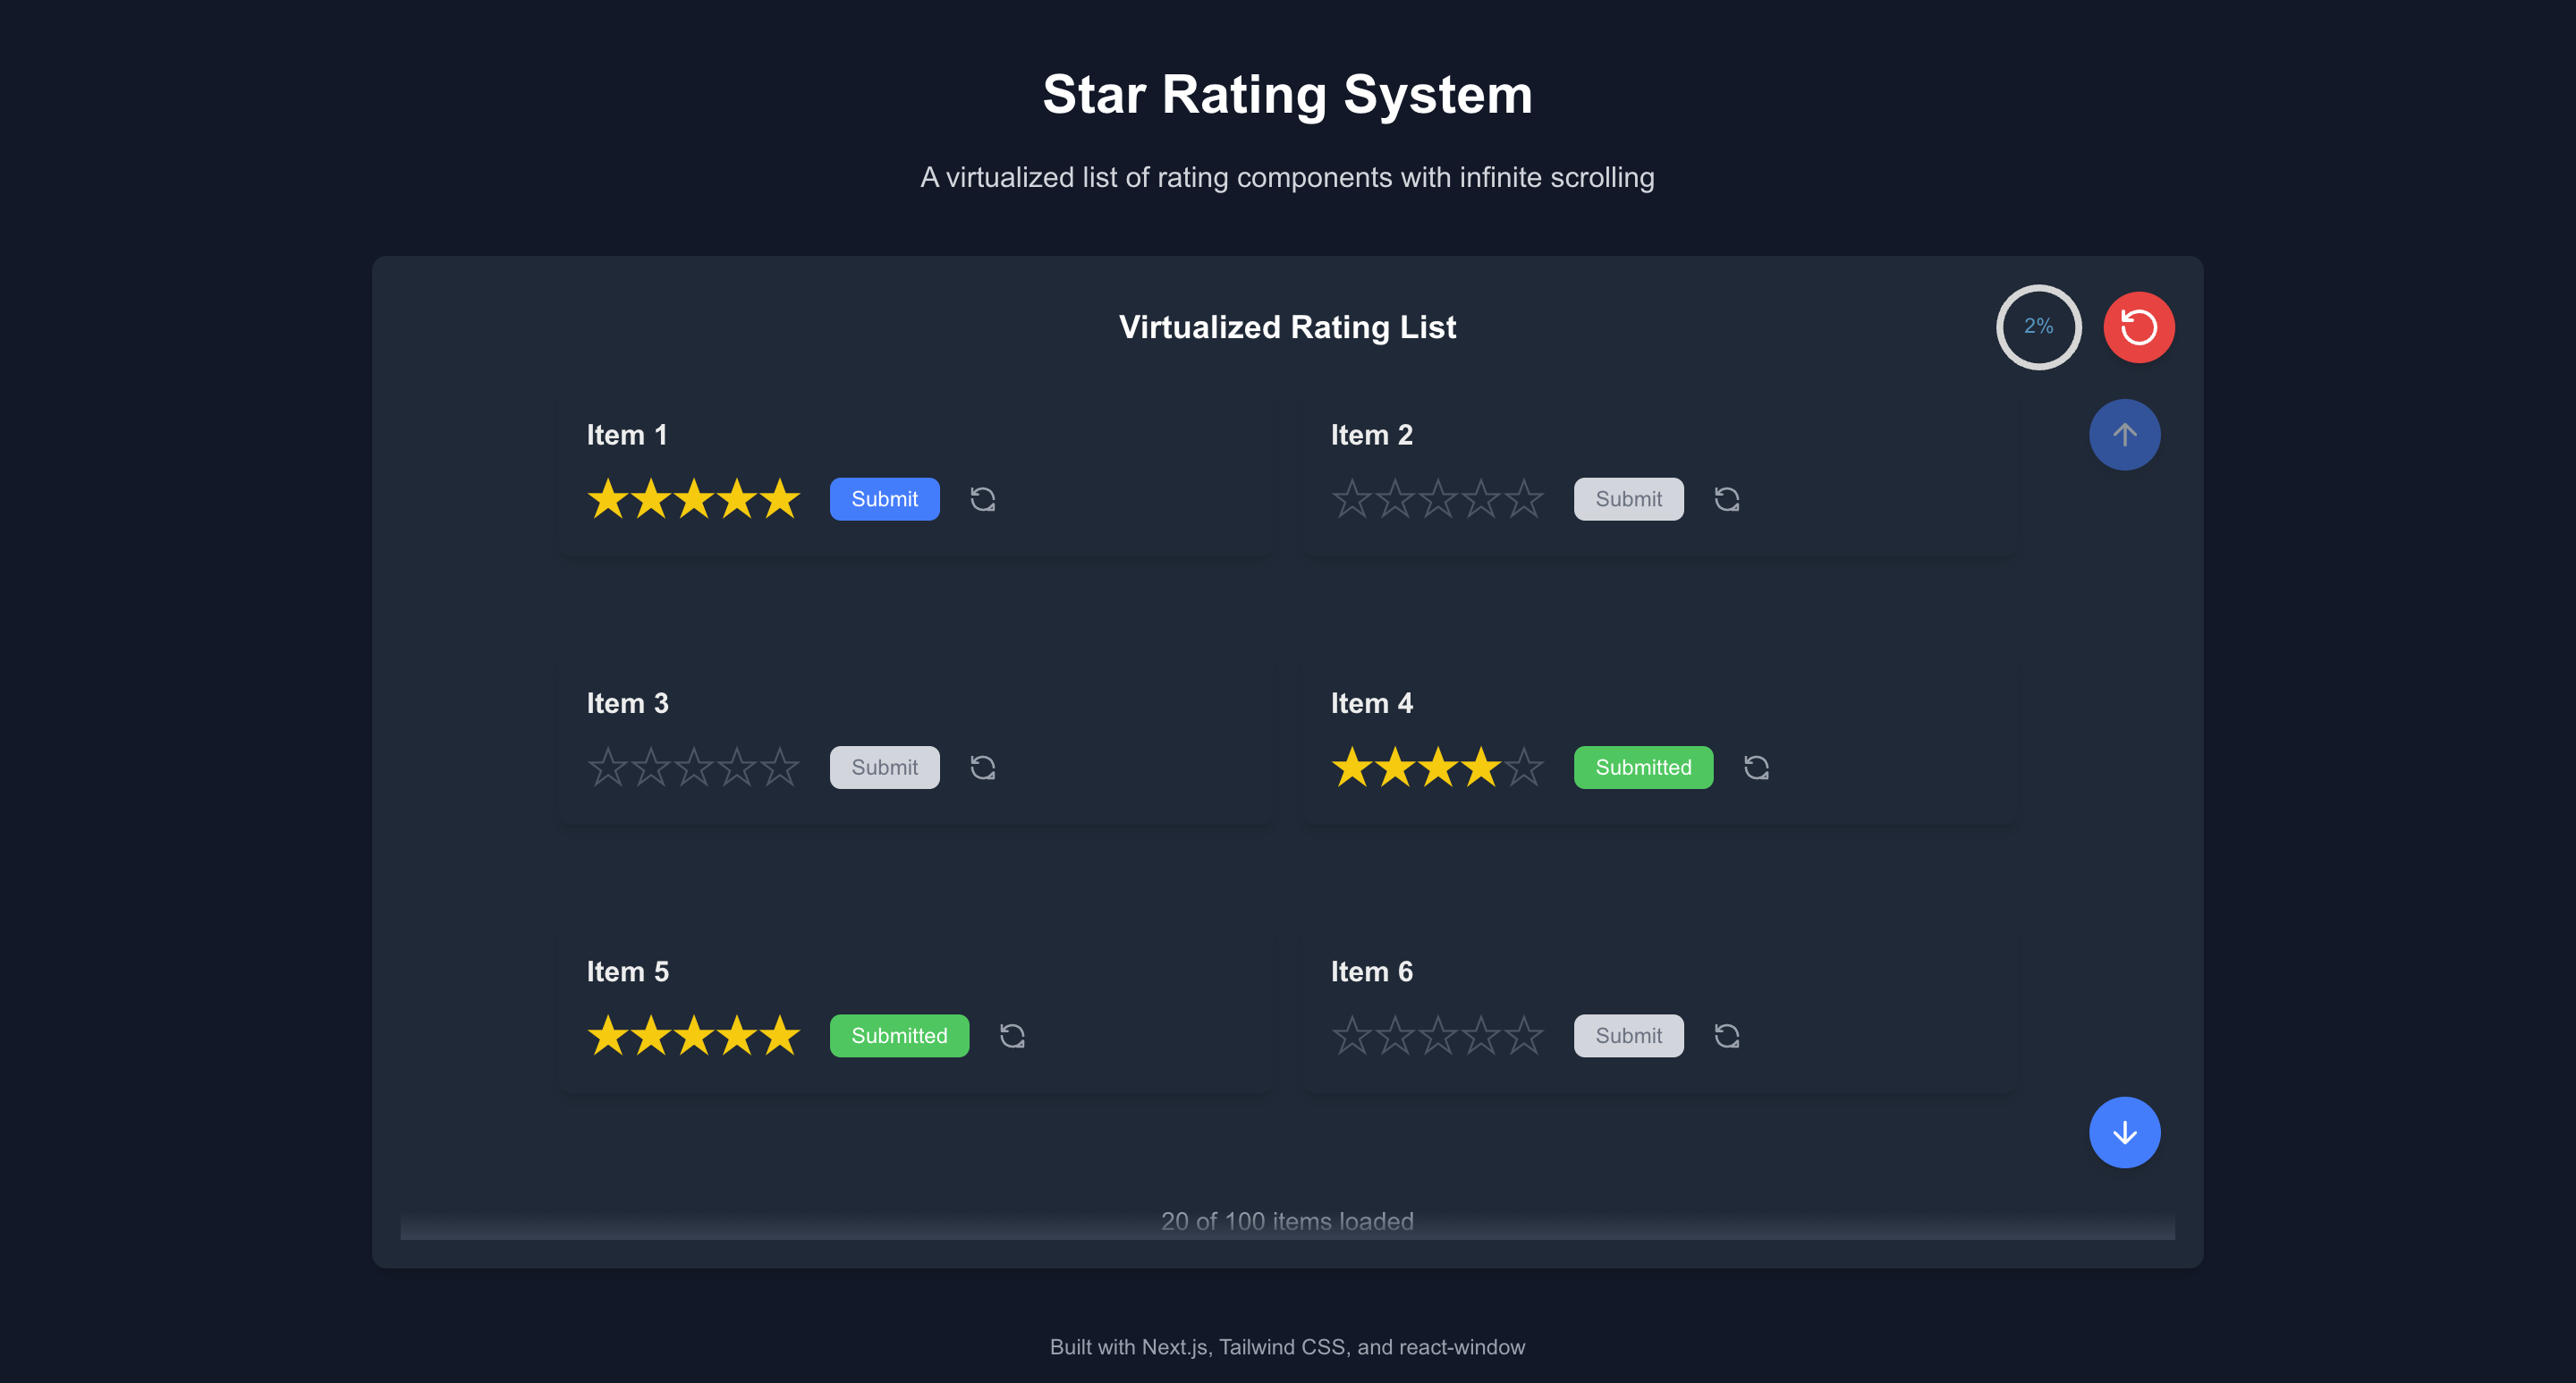 Star Rating System
A virtualized list of rating components with infinite scrolling
Virtualized Rating List
2%
Item 1
Submit
Item 2
Submit
Item 3
Submit
Item 4
Submitted
Item 5
Submitted
Item 6
Submit
20 of 100 items loaded
Built with Next.js, Tailwind CSS, and react-window